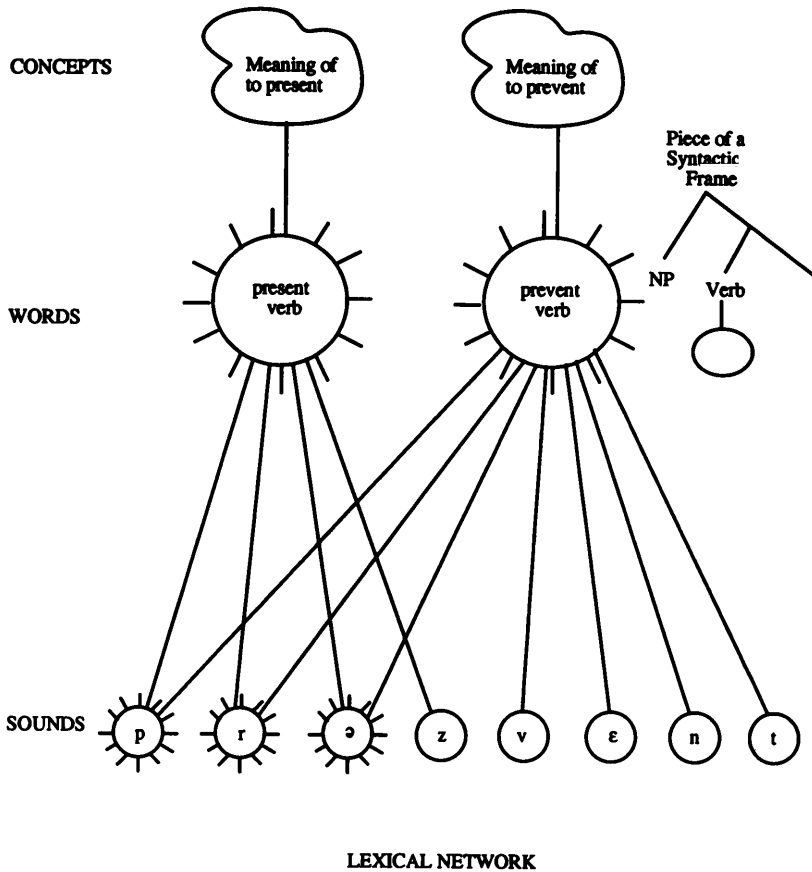 CONCEPTS
Meaning of
to present
Meaning of
to prevent
Piece of a
Syntactic
Frame
WORDS
present
verb
prevent
verb
NP
Verb
SOUNDS
p r ə z v ε n t
LEXICAL NETWORK